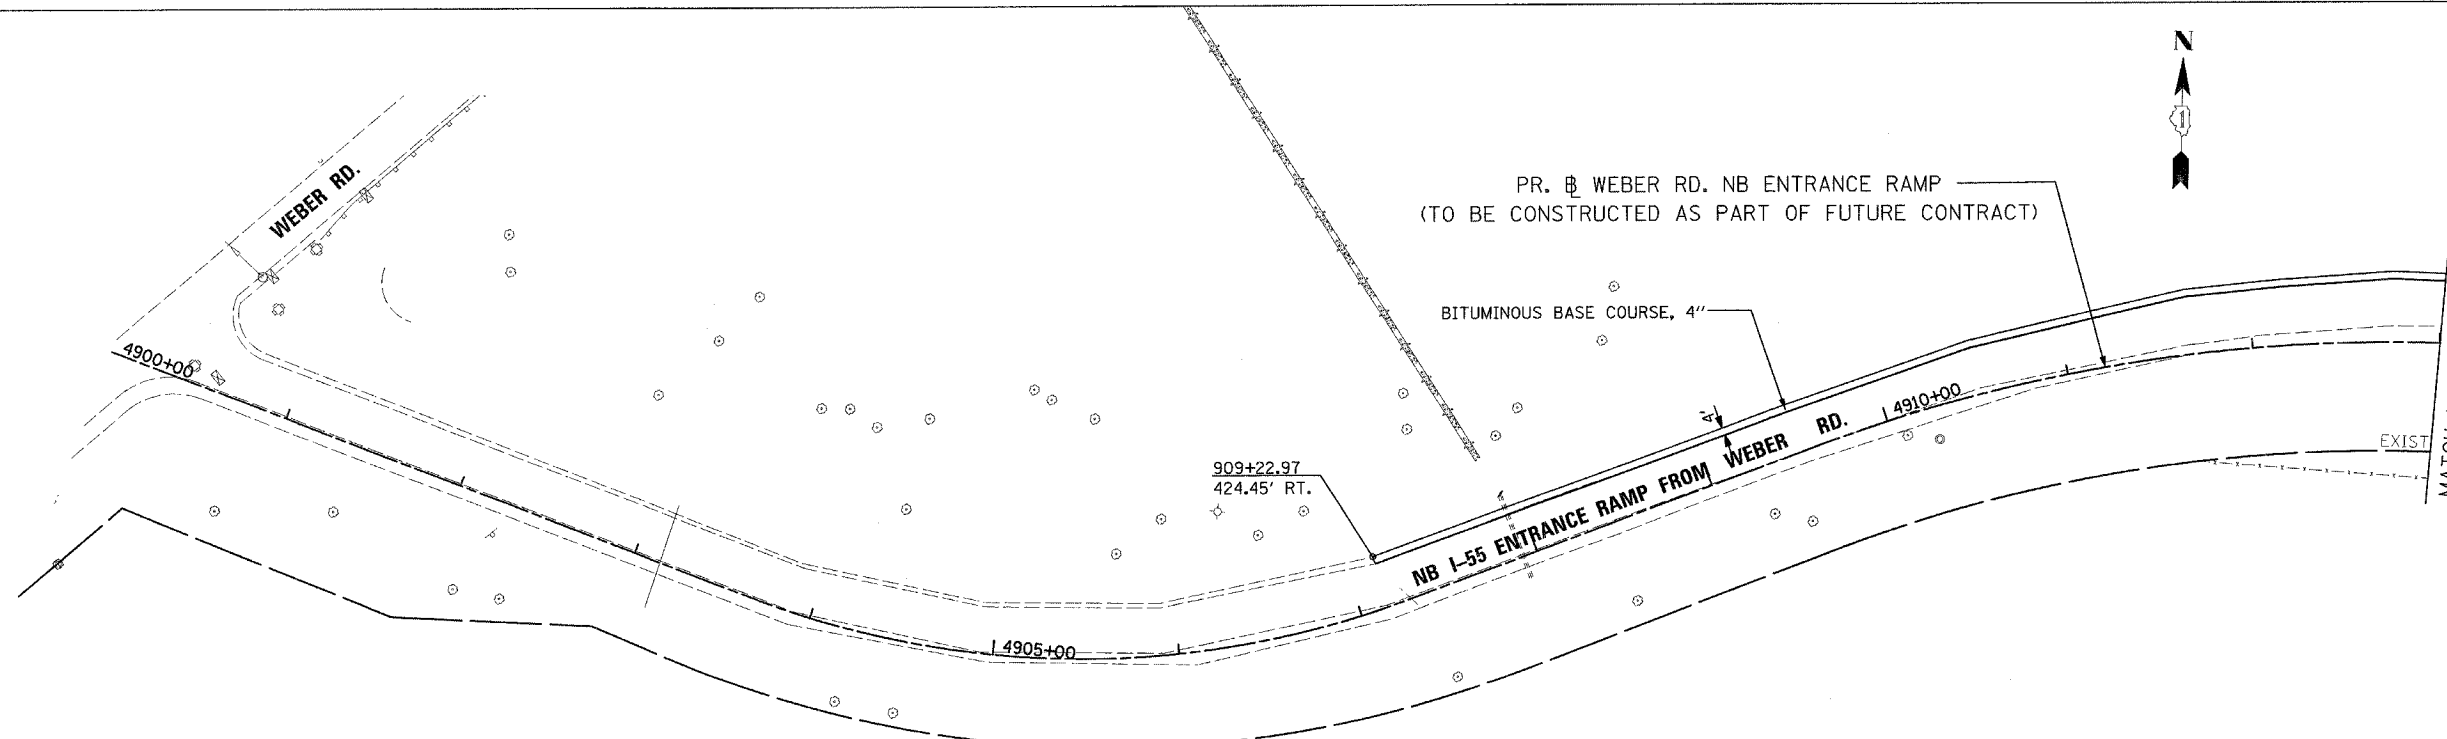 N
WEBER RD.
PR. ⅊ WEBER RD. NB ENTRANCE RAMP
(TO BE CONSTRUCTED AS PART OF FUTURE CONTRACT)
BITUMINOUS BASE COURSE, 4"
4900+00
4910+00
4'
NB I-55 ENTRANCE RAMP FROM WEBER RD.
EXIST
909+22.97
424.45' RT.
4905+00